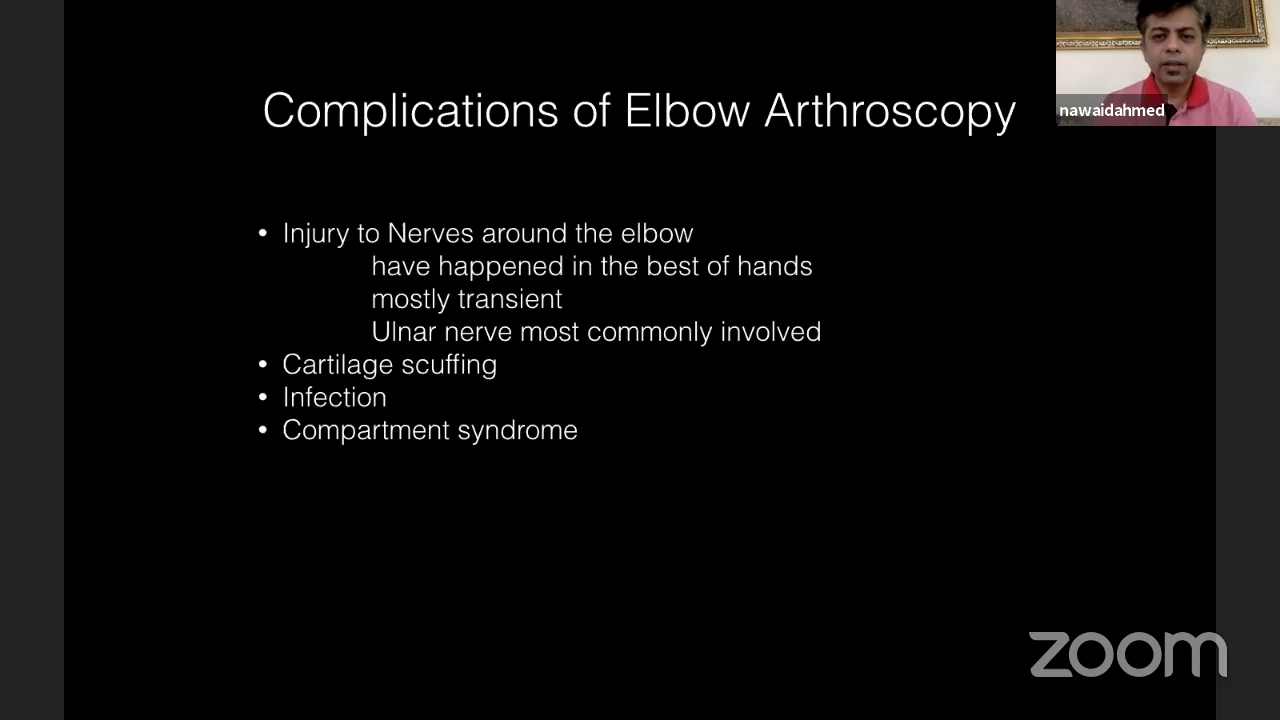 Complications of Elbow Arthroscopy
nawaidahmed
• Injury to Nerves around the elbow
have happened in the best of hands
mostly transient
Ulnar nerve most commonly involved
• Cartilage scuffing
• Infection
• Compartment syndrome
zoom